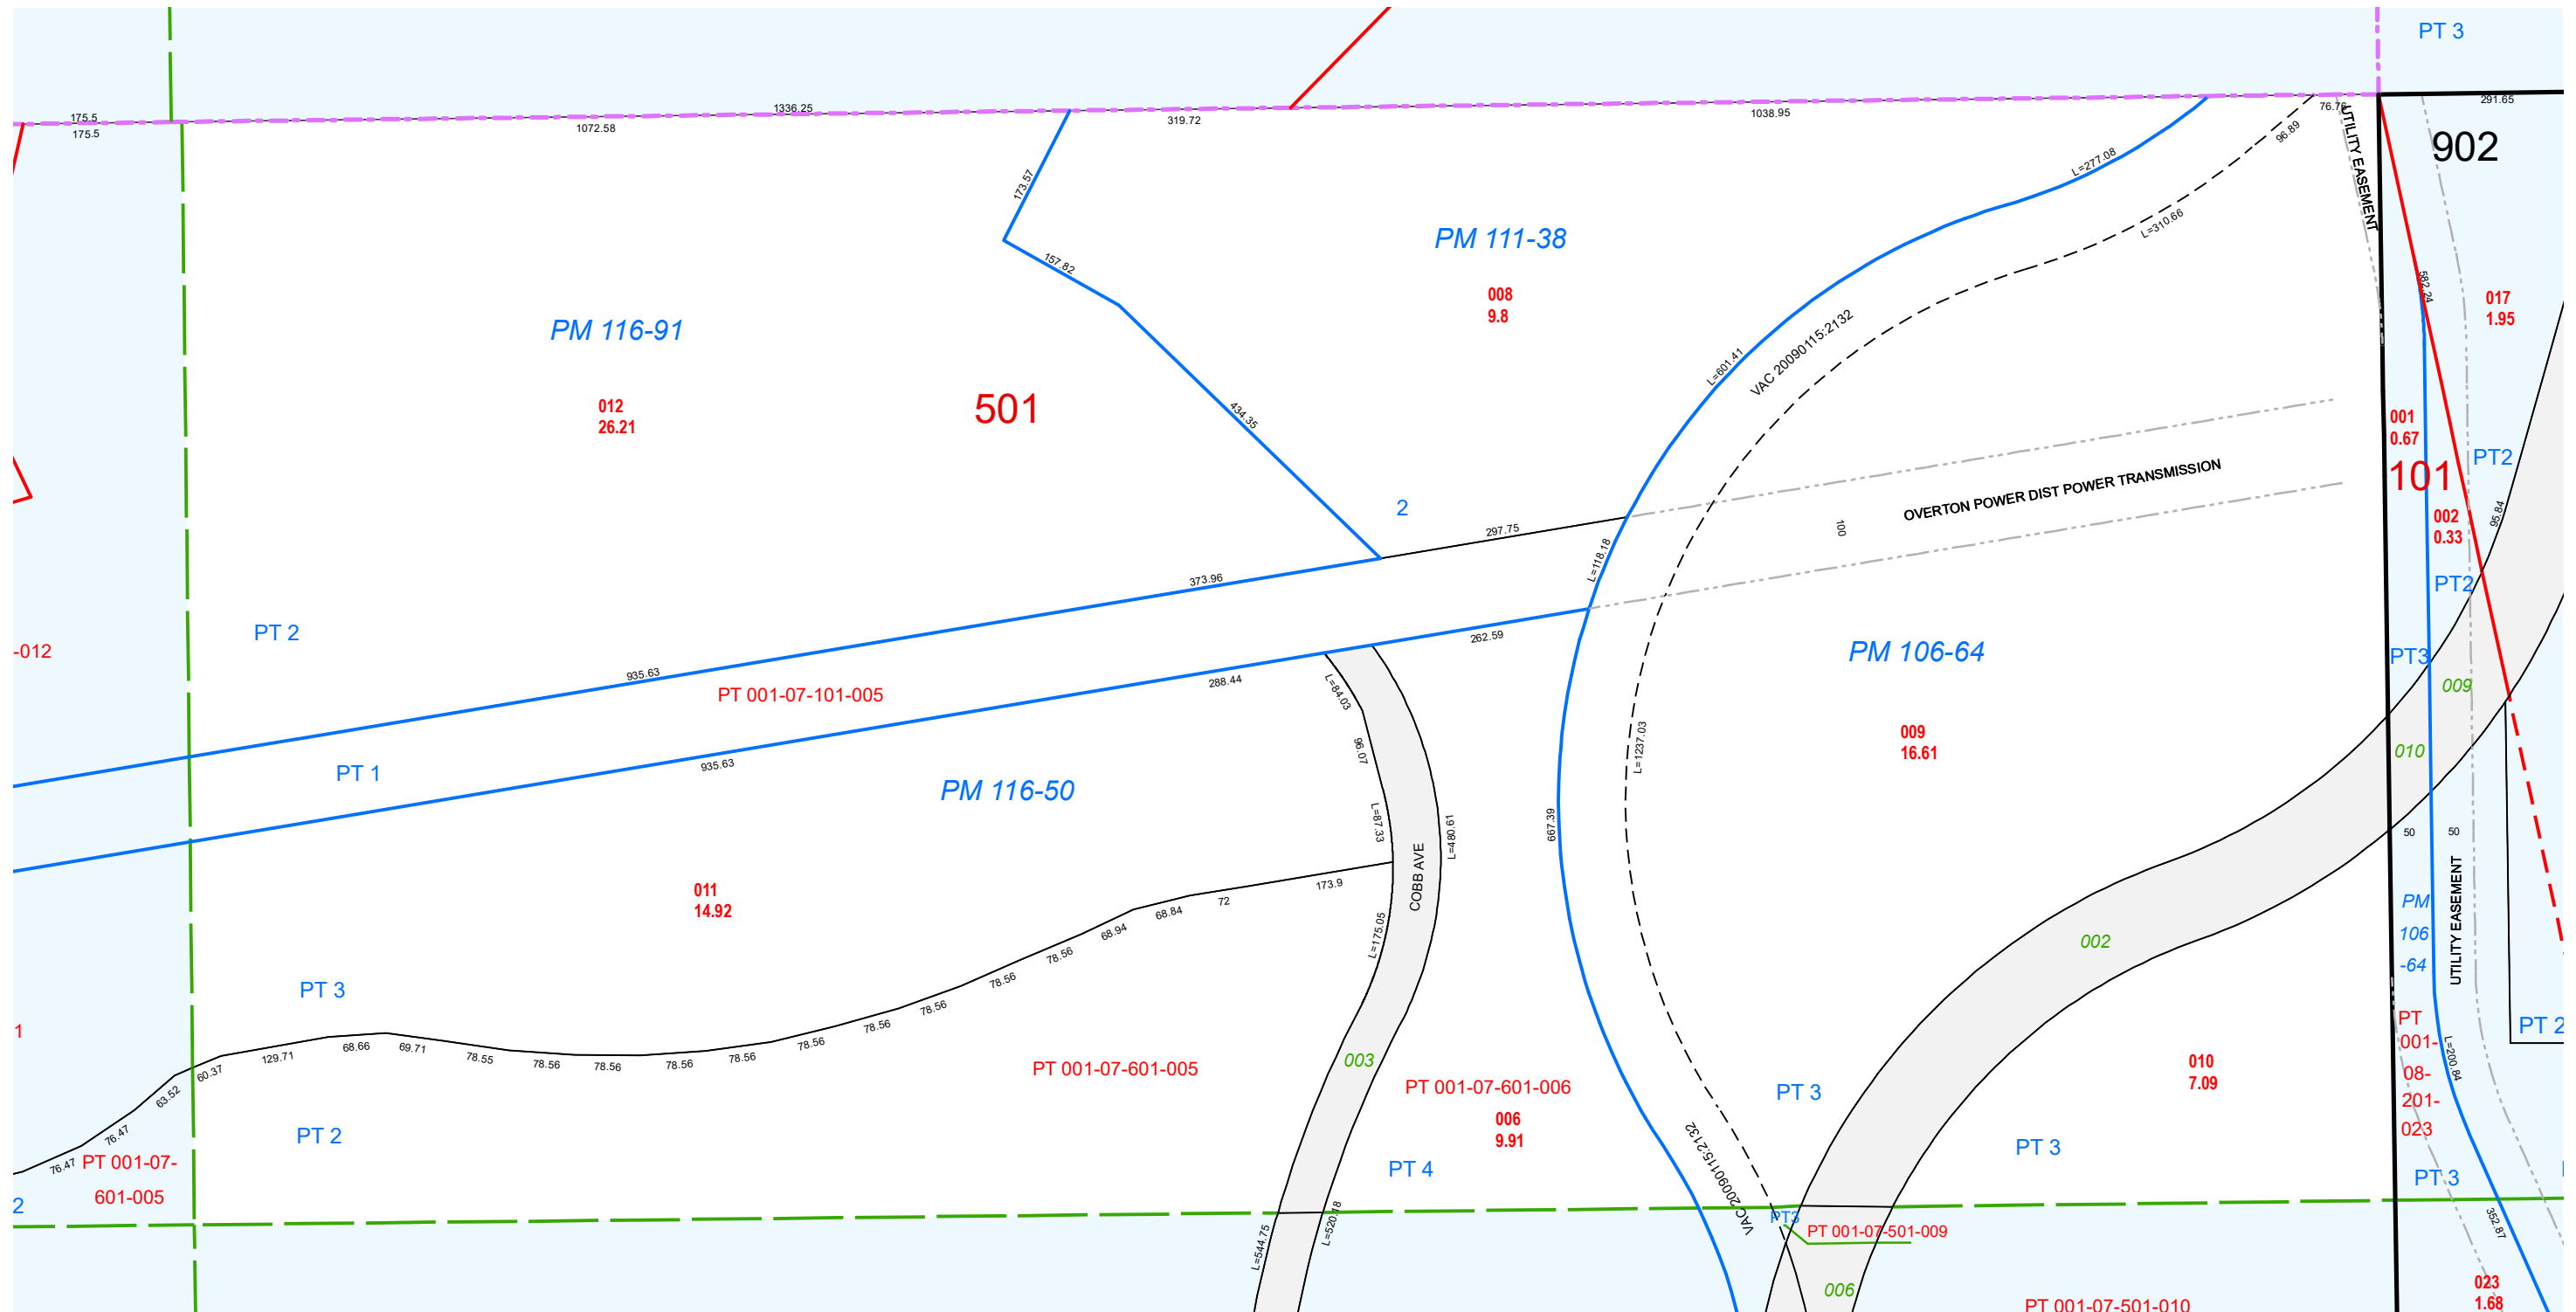 PT 3
1336.25
175.5
175.5
1072.58
319.72
1038.95
76.76
291.65
96.89
UTILITY EASEMENT
902
L=277.08
173.57
L=310.66
PM 111-38
157.82
582.24
008
9.8
017
1.95
PM 116-91
VAC 20090115:2132
L=601.41
012
26.21
501
434.35
001
0.67
PT2
101
OVERTON POWER DIST POWER TRANSMISSION
2
002
0.33
95.84
297.75
100
L=118.18
373.96
PT2
PT 2
262.59
-012
PM 106-64
PT3
935.63
288.44
009
PT 001-07-101-005
L=84.03
L=1237.03
009
16.61
96.07
010
PT 1
935.63
PM 116-50
L=87.33
667.39
L=480.61
50
50
COBB AVE
011
14.92
173.9
72
68.84
68.94
L=175.05
UTILITY EASEMENT
PM
106
-64
002
78.56
78.56
PT 3
78.56
78.56
78.56
78.56
78.56
78.56
78.56
78.55
69.71
68.66
129.71
60.37
63.52
76.47
76.47
1
PT
001-
08-
201-
023
PT 2
L=200.84
003
PT 001-07-601-005
PT 001-07-601-006
006
9.91
PT 3
010
7.09
PT 2
PT 3
PT 4
PT 3
VAC 20090115:2132
PT 001-07-
601-005
2
PT3
PT 001-07-501-009
L=544.75
L=520.18
352.87
006
023
1.68
PT 001-07-501-010